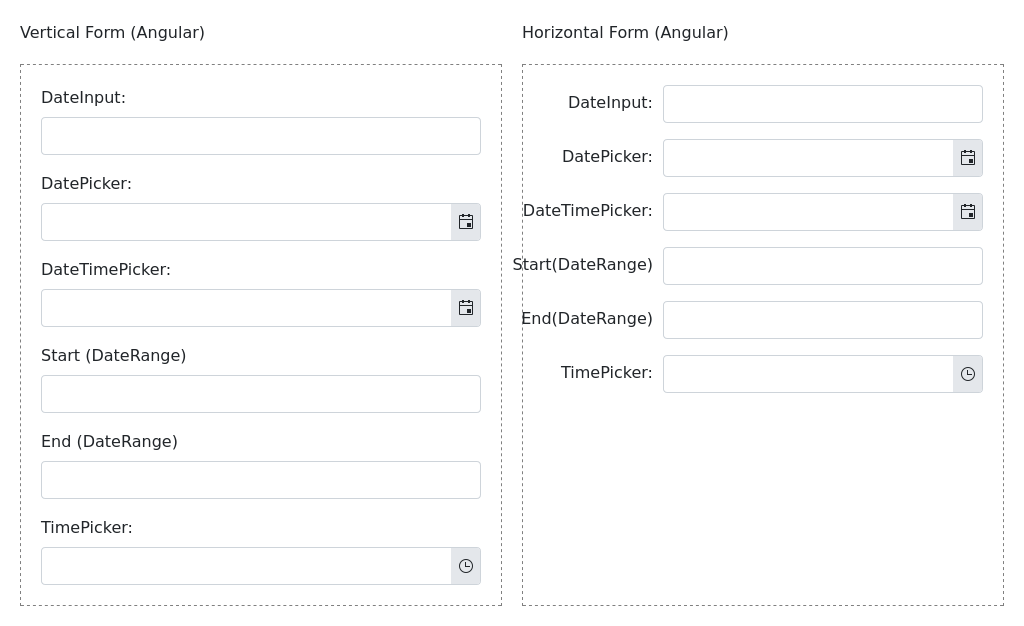 Vertical Form (Angular)
DateInput:
DatePicker:
DateTimePicker:
Start (DateRange)
End (DateRange)
TimePicker:
Horizontal Form (Angular)
DateInput:
DatePicker:
DateTimePicker:
Start(DateRange)
End(DateRange)
TimePicker: